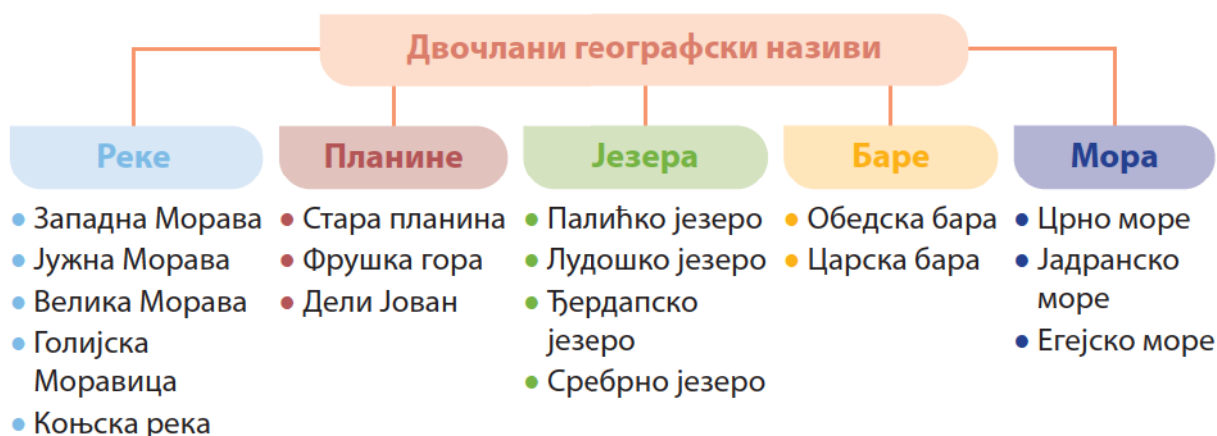 Двочлани географски називи
Реке
Западна Морава
Јужна Морава
Велика Морава
Голијска
Моравица
Коњска река
Планине
Стара планина
Фрушка гора
Дели Јован
Језера
Палићко језеро
Лудошко језеро
Ђердапско
језеро
Сребрно језеро
Баре
Обедска бара
Царска бара
Мора
Црно море
Јадранско
море
Егејско море